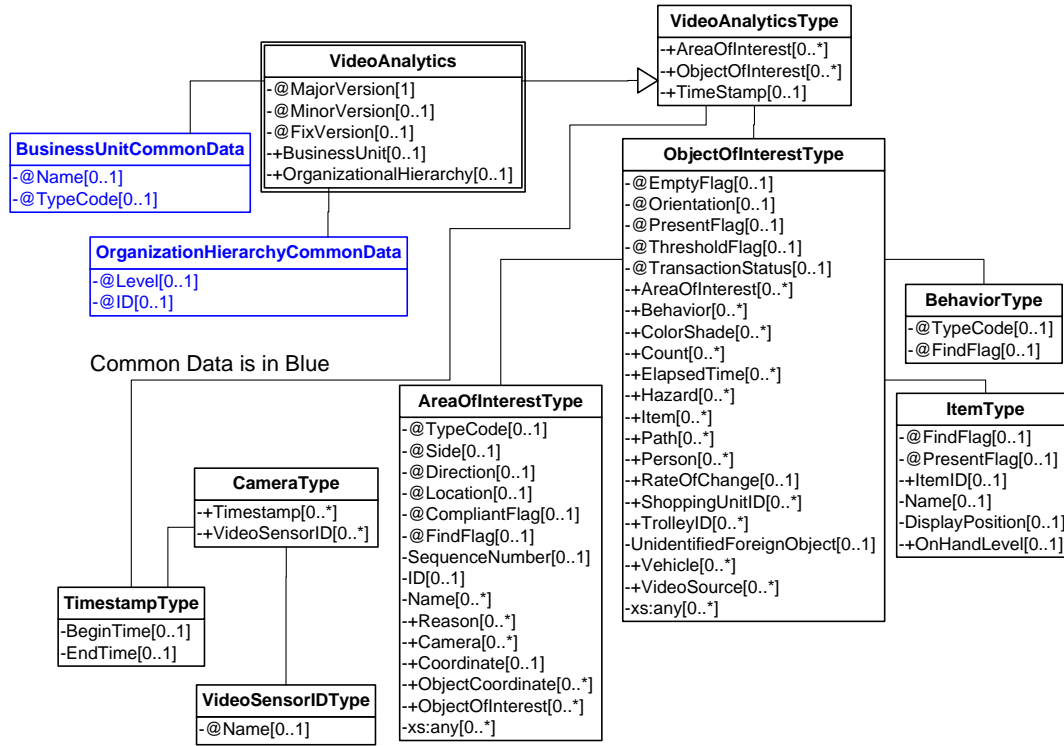 VideoAnalyticsType
-+AreaOfInterest[0..*]
-+ObjectOfInterest[0..*]
-+TimeStamp[0..1]
VideoAnalytics
-@MajorVersion[1]
-@MinorVersion[0..1]
-@FixVersion[0..1]
-+BusinessUnit[0..1]
-+OrganizationalHierarchy[0..1]
BusinessUnitCommonData
-@Name[0..1]
-@TypeCode[0..1]
OrganizationHierarchyCommonData
-@Level[0..1]
-@ID[0..1]
ObjectOfInterestType
-@EmptyFlag[0..1]
-@Orientation[0..1]
-@PresentFlag[0..1]
-@ThresholdFlag[0..1]
-@TransactionStatus[0..1]
-+AreaOfInterest[0..*]
-+Behavior[0..*]
-+ColorShade[0..*]
-+Count[0..*]
-+ElapsedTime[0..*]
-+Hazard[0..*]
-+Item[0..*]
-+Path[0..*]
-+Person[0..*]
-+RateOfChange[0..1]
-+ShoppingUnitID[0..*]
-+TrolleyID[0..*]
-UnidentifiedForeignObject[0..1]
-+Vehicle[0..*]
-+VideoSource[0..*]
-xs:any[0..*]
BehaviorType
-@TypeCode[0..1]
-@FindFlag[0..1]
Common Data is in Blue
AreaOfInterestType
-@TypeCode[0..1]
-@Side[0..1]
-@Direction[0..1]
-@Location[0..1]
-@CompliantFlag[0..1]
-@FindFlag[0..1]
-SequenceNumber[0..1]
-ID[0..1]
-Name[0..*]
-+Reason[0..*]
-+Camera[0..*]
-+Coordinate[0..1]
-+ObjectCoordinate[0..*]
-+ObjectOfInterest[0..*]
-xs:any[0..*]
ItemType
-@FindFlag[0..1]
-@PresentFlag[0..1]
-+ItemID[0..1]
-Name[0..1]
-DisplayPosition[0..1]
-+OnHandLevel[0..1]
CameraType
-+Timestamp[0..*]
-+VideoSensorID[0..*]
TimestampType
-BeginTime[0..1]
-EndTime[0..1]
VideoSensorIDType
-@Name[0..1]